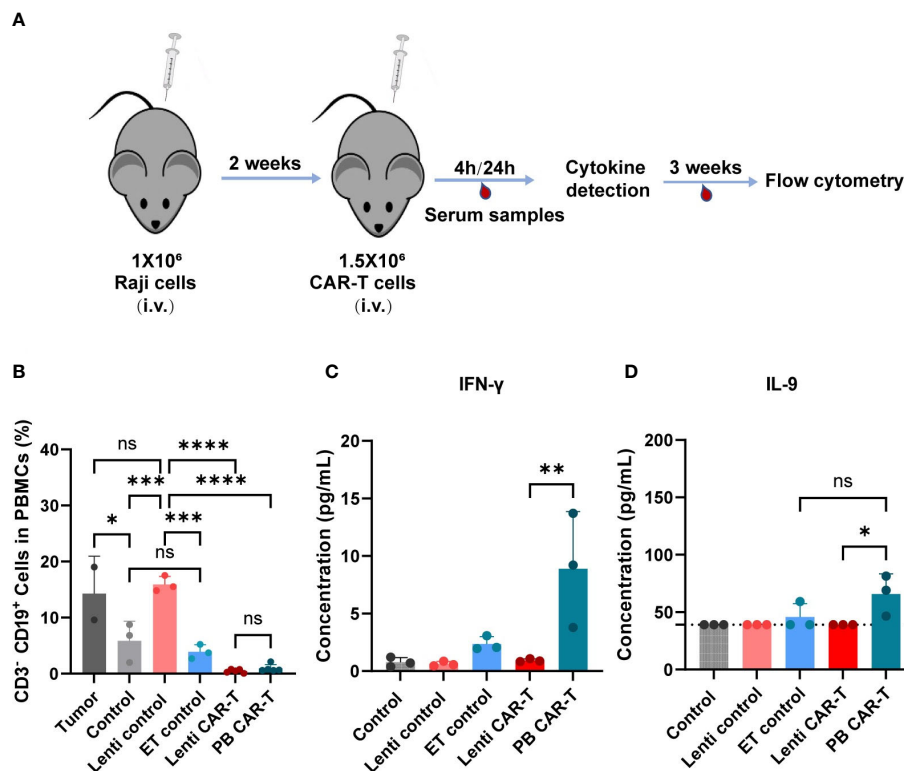 A
2 weeks
4h/24h
Serum samples
Cytokine
detection
3 weeks
Flow cytometry
1X10⁶
Raji cells
(i.v.)
1.5X10⁶
CAR-T cells
(i.v.)
B
CD3⁻ CD19⁺ Cells in PBMCs (%)
40
30
20
10
0
ns
****
***
****
*
***
ns
ns
Tumor
Control
Lenti control
ET control
Lenti CAR-T
PB CAR-T
C
IFN-γ
Concentration (pg/mL)
20
15
10
5
0
**
Control
Lenti control
ET control
Lenti CAR-T
PB CAR-T
D
IL-9
Concentration (pg/mL)
200
150
100
50
0
ns
*
Control
Lenti control
ET control
Lenti CAR-T
PB CAR-T